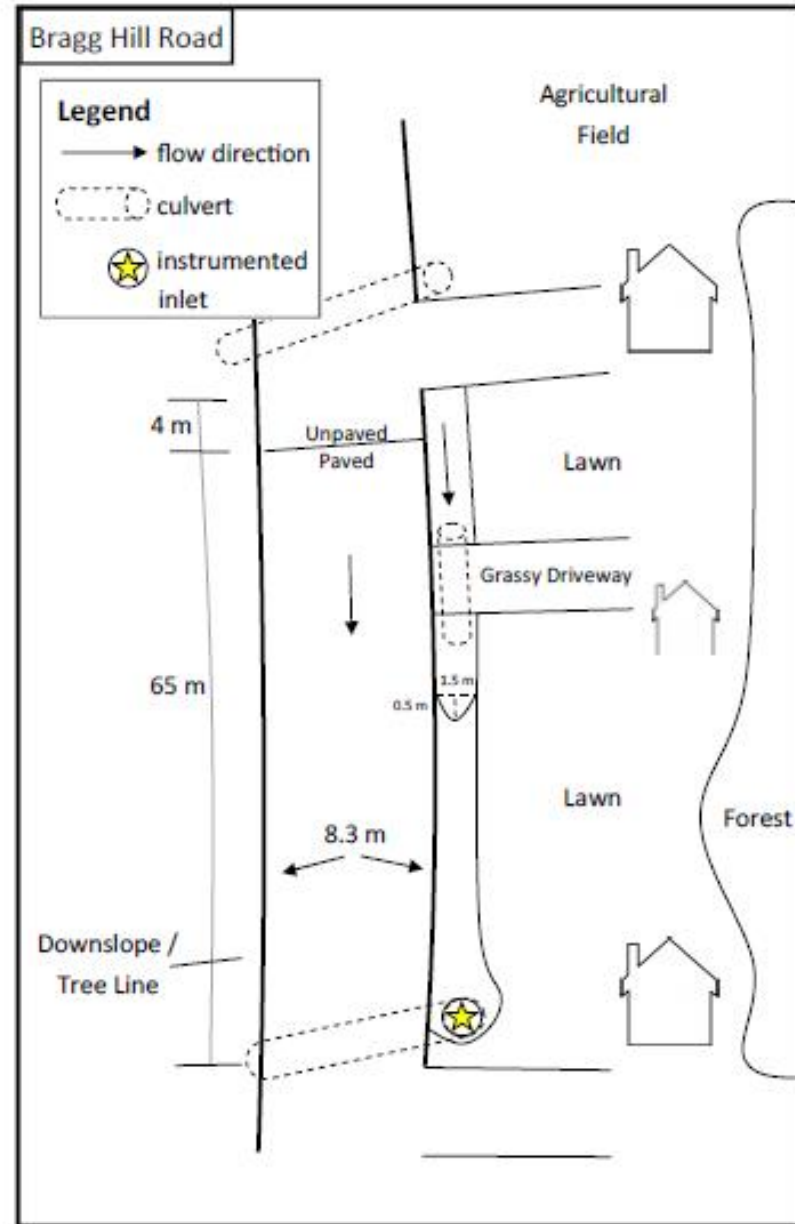 Bragg Hill Road
Legend
flow direction
culvert
instrumented
inlet
Agricultural
Field
4 m
Unpaved
Paved
Lawn
Grassy Driveway
65 m
1.5 m
0.5 m
Lawn
Forest
8.3 m
Downslope /
Tree Line